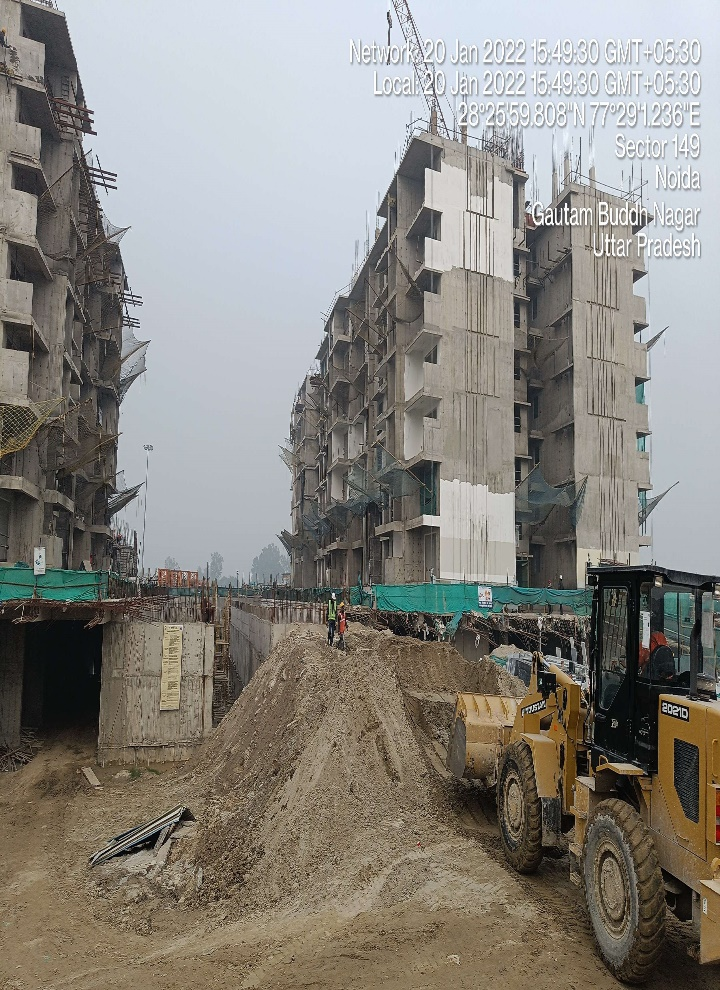 Network: 20 Jan 2022 15:49:30 GMT+05:30
Local: 20 Jan 2022 15:49:30 GMT+05:30
28°25'59.808"N 77°29'1.236"E
Sector 149
Noida
Gautam Buddh Nagar
Uttar Pradesh
2021D